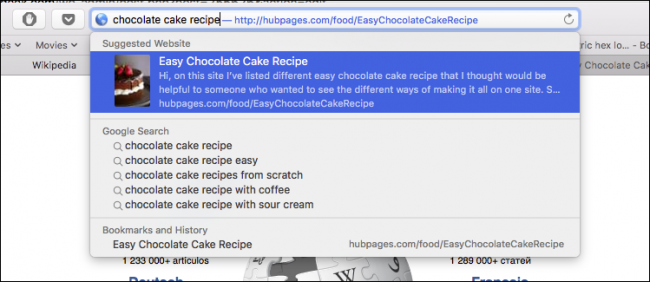 chocolate cake recipe — http://hubpages.com/food/EasyChocolateCakeRecipe
Movies
Wikipedia
Chocolate Ca
Suggested Website
Easy Chocolate Cake Recipe
Hi, on this site I've listed different easy chocolate cake recipe that I thought would be
helpful to someone who wanted to see the different ways of making it all on one site. S...
hubpages.com/food/EasyChocolateCakeRecipe
Google Search
chocolate cake recipe
chocolate cake recipe easy
chocolate cake recipes from scratch
chocolate cake recipe with coffee
chocolate cake recipe with sour cream
Bookmarks and History
Easy Chocolate Cake Recipe hubpages.com/food/EasyChocolateCakeRecipe
1 233 000+ artículos 1 289 000+ статей
Deutsch Français